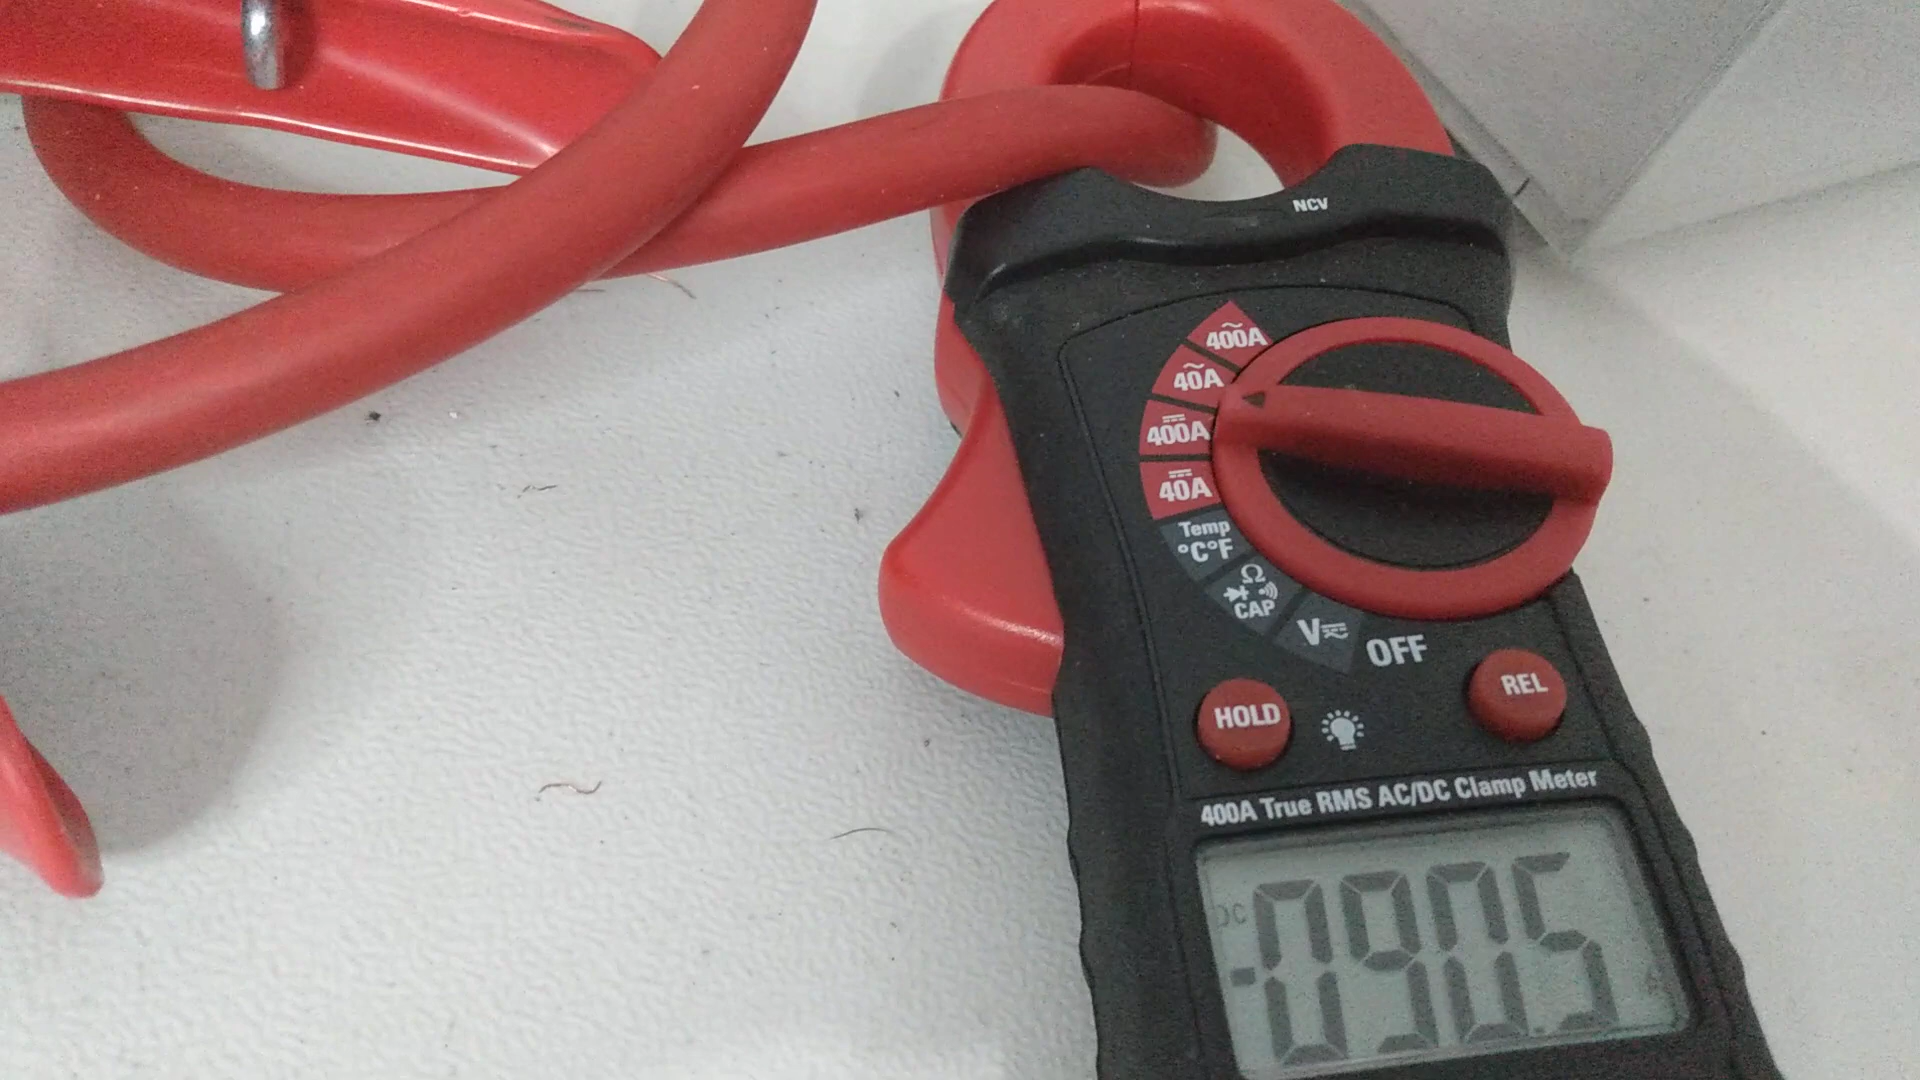 NCV
400A
40A
400A
40A
Temp
°C°F
Ω
CAP
V
OFF
HOLD
REL
400A True RMS AC/DC Clamp Meter
DC
-090.5
A